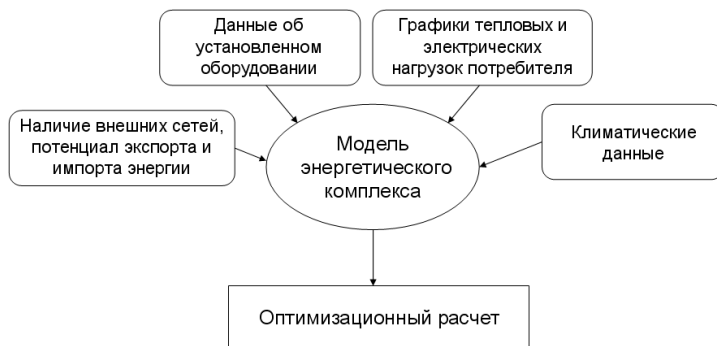 Данные об
установленном
оборудовании
Графики тепловых и
электрических
нагрузок потребителя
Наличие внешних сетей,
потенциал экспорта и
импорта энергии
Модель
энергетического
комплекса
Климатические
данные
Оптимизационный расчет